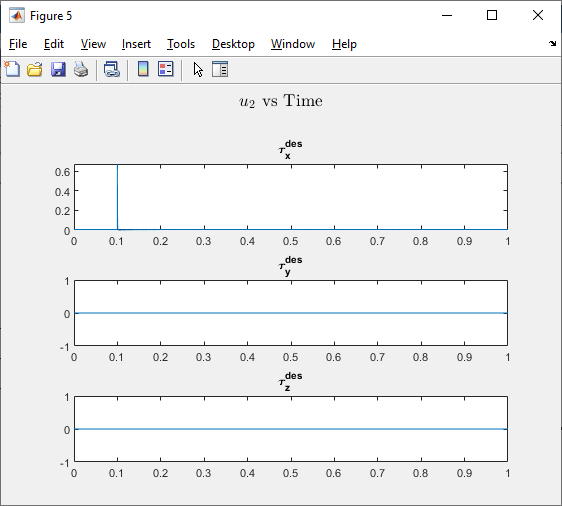 Figure 5
File Edit View Insert Tools Desktop Window Help
u₂ vs Time
τₓᵈᵉˢ
0.6
0.4
0.2
0
0 0.1 0.2 0.3 0.4 0.5 0.6 0.7 0.8 0.9 1
τ_y^des
1
0
-1
0 0.1 0.2 0.3 0.4 0.5 0.6 0.7 0.8 0.9 1
τ_z^des
1
0
-1
0 0.1 0.2 0.3 0.4 0.5 0.6 0.7 0.8 0.9 1